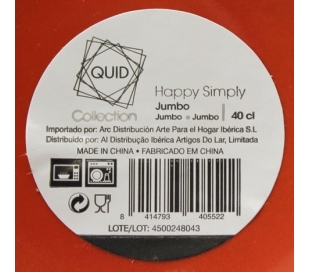 QUID
Collection
Happy Simply
Jumbo
Jumbo • Jumbo
40 cl
Importado por: Arc Distribución Arte Para el Hogar Ibérica S.L
Distribuido por: Al Distribução Ibérica Artigos Do Lar, Limitada
MADE IN CHINA • FABRICADO EM CHINA
8 414793 405522
LOTE/LOT: 4500248043